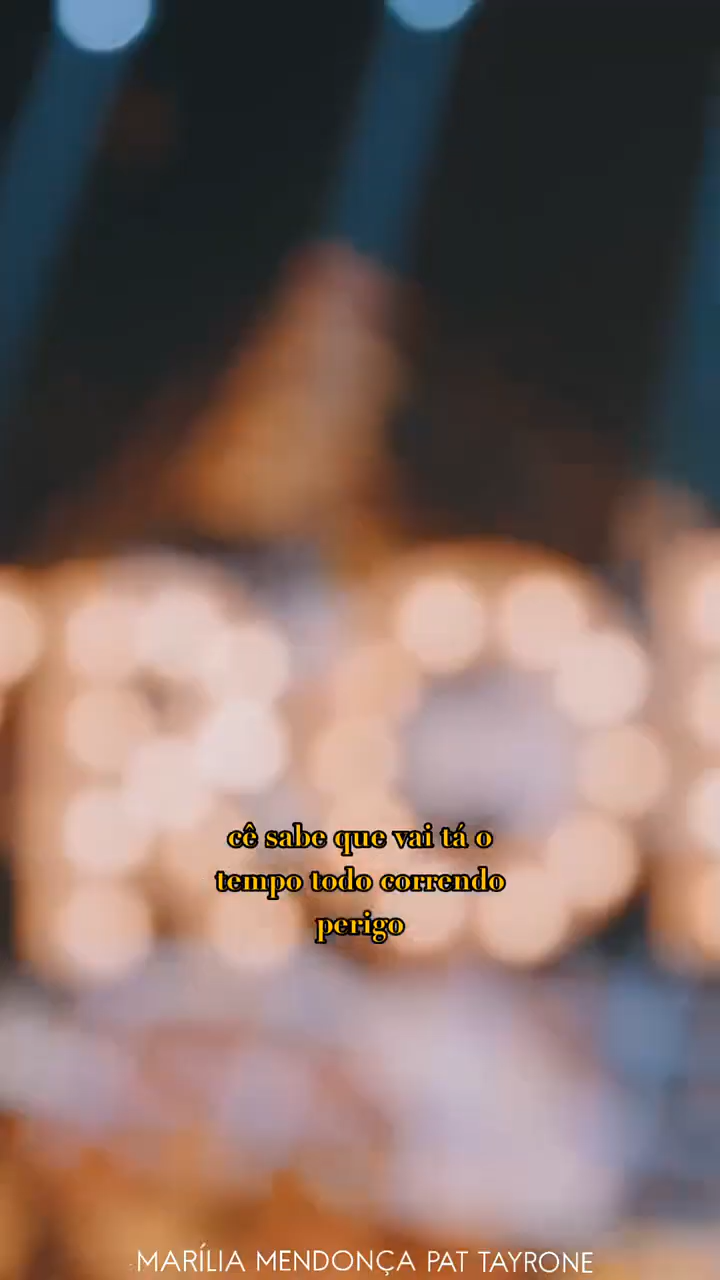 cê sabe que vai tá o
tempo todo correndo
perigo
MARÍLIA MENDONÇA PAT TAYRONE